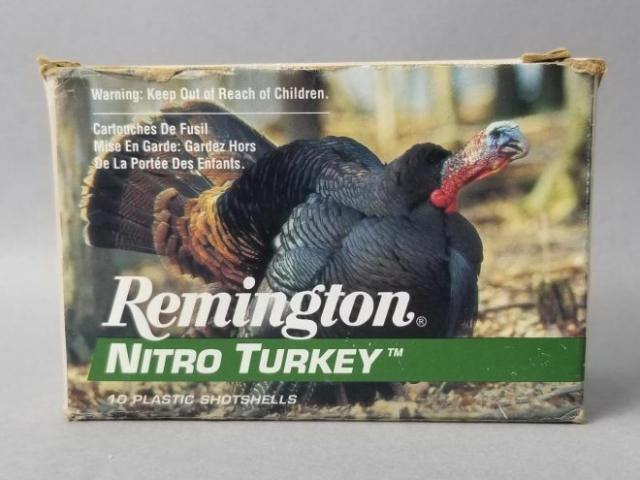 Warning: Keep Out of Reach of Children.
Cartouches De Fusil
Mise En Garde: Gardez Hors
De La Portée Des Enfants.
Remington®
NITRO TURKEY™
10 PLASTIC SHOTSHELLS